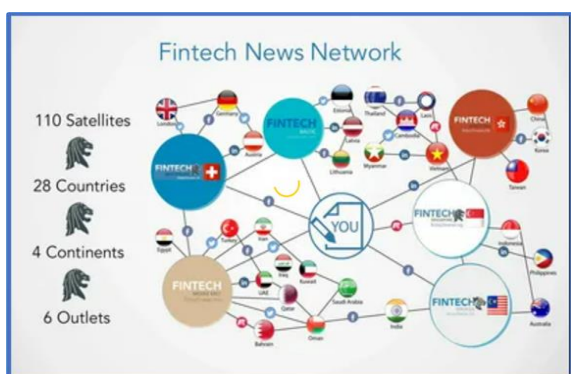 Fintech News Network
110 Satellites
28 Countries
4 Continents
6 Outlets
London
Germany
Austria
Estonia
Latvia
Lithuania
Thailand
Laos
Cambodia
Myanmar
Vietnam
China
Korea
Taiwan
FINTECH
FINTECH
FINTECH
FINTECH
YOU
Egypt
Turkey
Iran
Iraq
Kuwait
UAE
Qatar
Saudi Arabia
Bahrain
Oman
India
Indonesia
Philippines
Australia
FINTECH
FINTECH